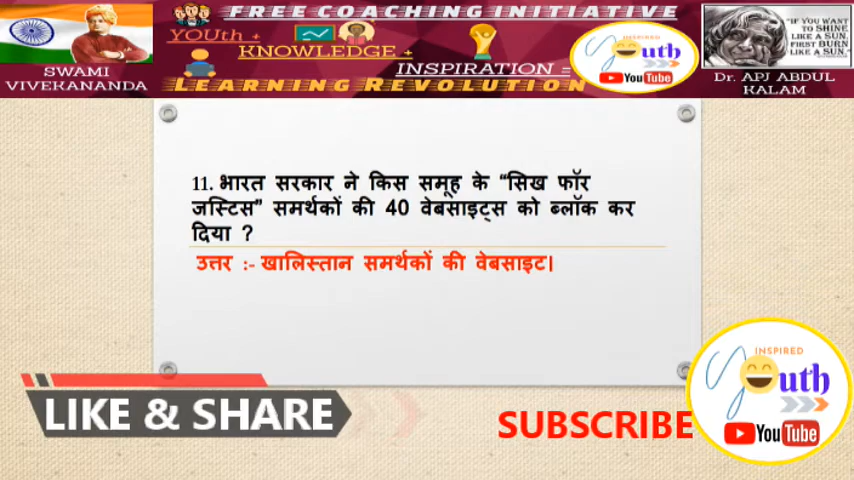 FREE COACHING INITIATIVE
YOUth +
KNOWLEDGE +
INSPIRATION =
LEARNING REVOLUTION
SWAMI
VIVEKANANDA
INSPIRED
Youth
YouTube
"IF YOU WANT
TO SHINE
LIKE A SUN,
FIRST BURN
LIKE A SUN."
Dr. APJ ABDUL
KALAM
11. भारत सरकार ने किस समूह के “सिख फॉर
जस्टिस” समर्थकों की 40 वेबसाइट्स को ब्लॉक कर
दिया ?
उत्तर :- खालिस्तान समर्थकों की वेबसाइट।
LIKE & SHARE
SUBSCRIBE
INSPIRED
Youth
YouTube